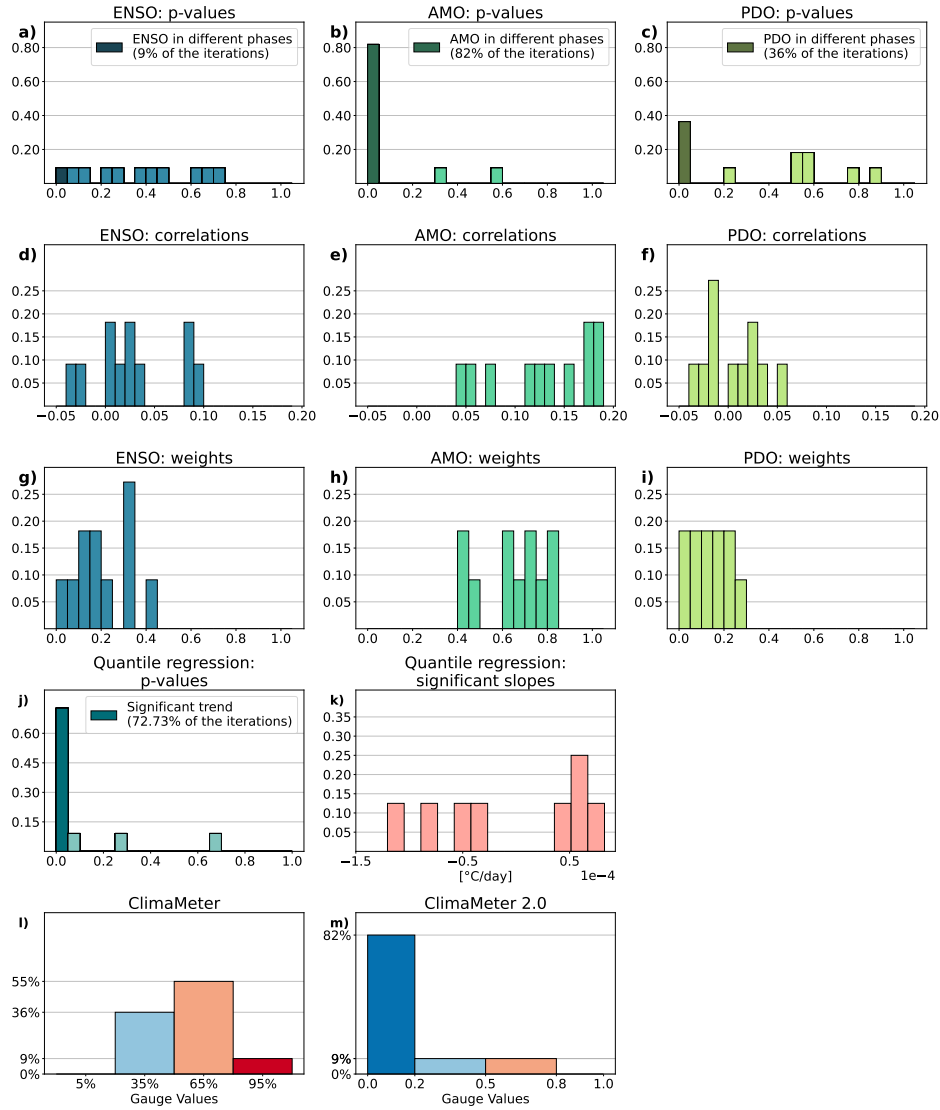 ENSO: p-values
a)
ENSO in different phases
(9% of the iterations)
0.80
0.60
0.40
0.20
0.0 0.2 0.4 0.6 0.8 1.0
AMO: p-values
b)
AMO in different phases
(82% of the iterations)
0.80
0.60
0.40
0.20
0.0 0.2 0.4 0.6 0.8 1.0
PDO: p-values
c)
PDO in different phases
(36% of the iterations)
0.80
0.60
0.40
0.20
0.0 0.2 0.4 0.6 0.8 1.0
ENSO: correlations
d)
0.25
0.20
0.15
0.10
0.05
−0.05 0.00 0.05 0.10 0.15 0.20
AMO: correlations
e)
0.25
0.20
0.15
0.10
0.05
−0.05 0.00 0.05 0.10 0.15 0.20
PDO: correlations
f)
0.25
0.20
0.15
0.10
0.05
−0.05 0.00 0.05 0.10 0.15 0.20
ENSO: weights
g)
0.25
0.20
0.15
0.10
0.05
0.0 0.2 0.4 0.6 0.8 1.0
AMO: weights
h)
0.25
0.20
0.15
0.10
0.05
0.0 0.2 0.4 0.6 0.8 1.0
PDO: weights
i)
0.25
0.20
0.15
0.10
0.05
0.0 0.2 0.4 0.6 0.8 1.0
Quantile regression:
p-values
j)
Significant trend
(72.73% of the iterations)
0.60
0.45
0.30
0.15
0.0 0.2 0.4 0.6 0.8 1.0
Quantile regression:
significant slopes
k)
0.35
0.30
0.25
0.20
0.15
0.10
0.05
−1.5 −0.5 0.5
[°C/day] 1e−4
ClimaMeter
l)
55%
36%
9%
0%
5% 35% 65% 95%
Gauge Values
ClimaMeter 2.0
m)
82%
9%
0%
0.0 0.2 0.5 0.8 1.0
Gauge Values